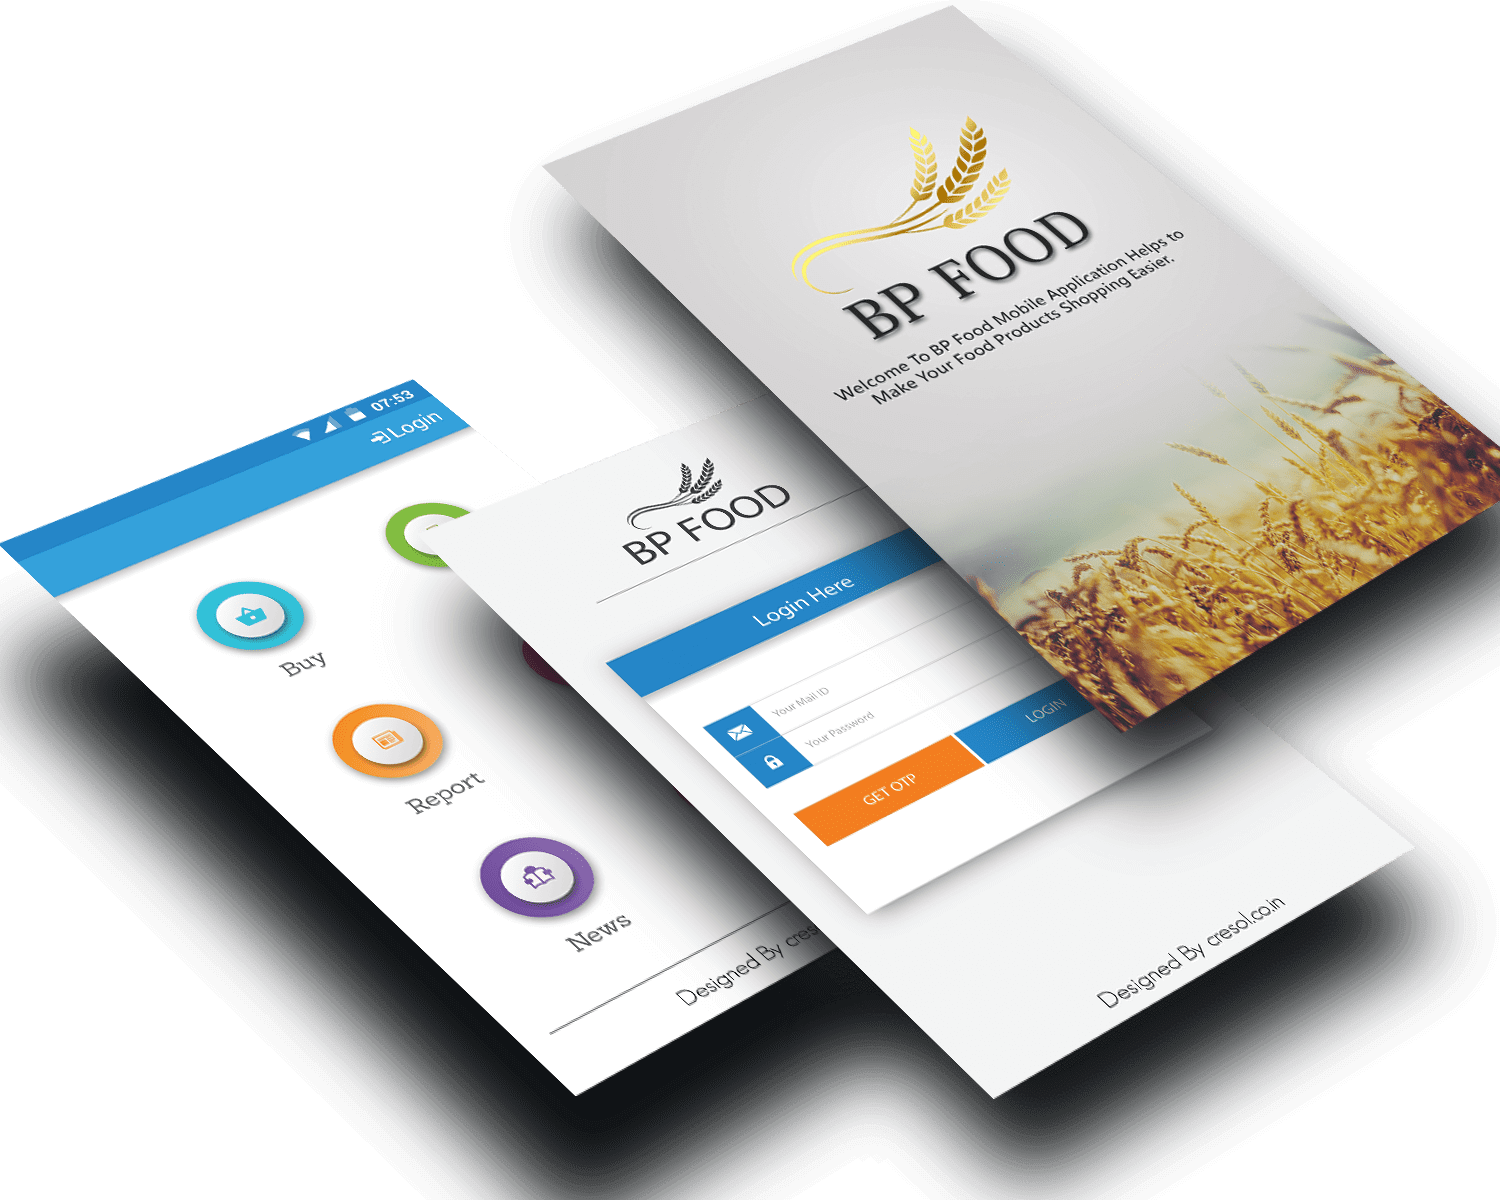 07:53
Login
Buy
Report
News
Designed By cres
BP FOOD
Login Here
Your Mail ID
Your Password
GET OTP
LOGIN
Designed By cresol.co.in
BP FOOD
Welcome To BP Food Mobile Application Helps to
Make Your Food Products Shopping Easier.